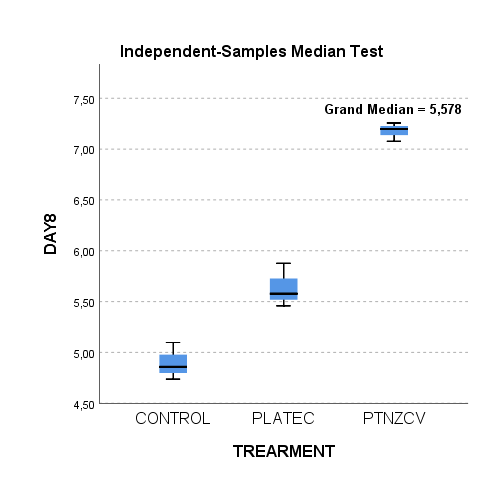 Independent-Samples Median Test
Grand Median = 5,578
7,50
7,00
6,50
6,00
5,50
5,00
4,50
DAY8
CONTROL PLATEC PTNZCV
TREARMENT